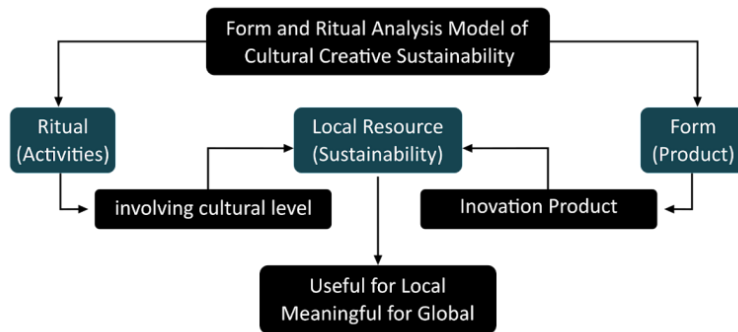 Form and Ritual Analysis Model of
Cultural Creative Sustainability
Ritual
(Activities)
Local Resource
(Sustainability)
Form
(Product)
involving cultural level
Inovation Product
Useful for Local
Meaningful for Global